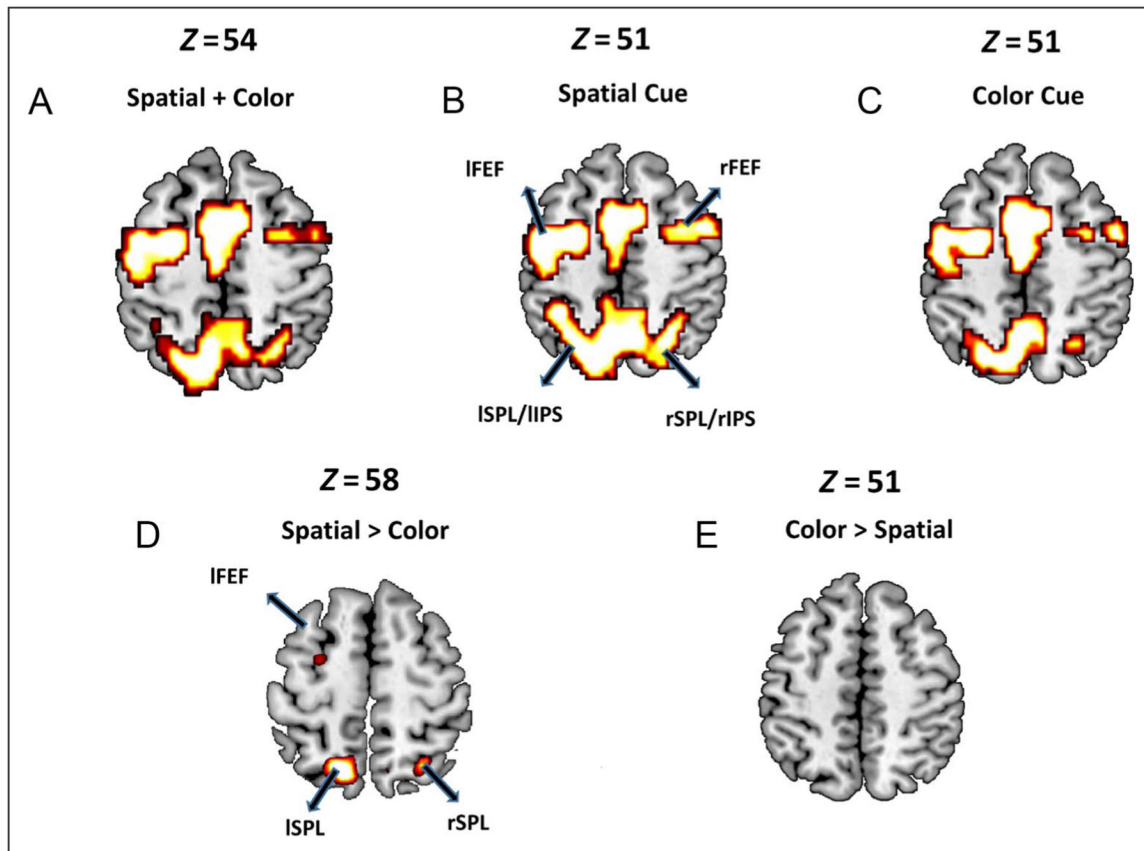 Z = 54
Z = 51
Z = 51
A
Spatial + Color
B
Spatial Cue
C
Color Cue
lFEF
rFEF
lSPL/lIPS
rSPL/rIPS
Z = 58
Z = 51
D
Spatial > Color
E
Color > Spatial
lFEF
lSPL
rSPL